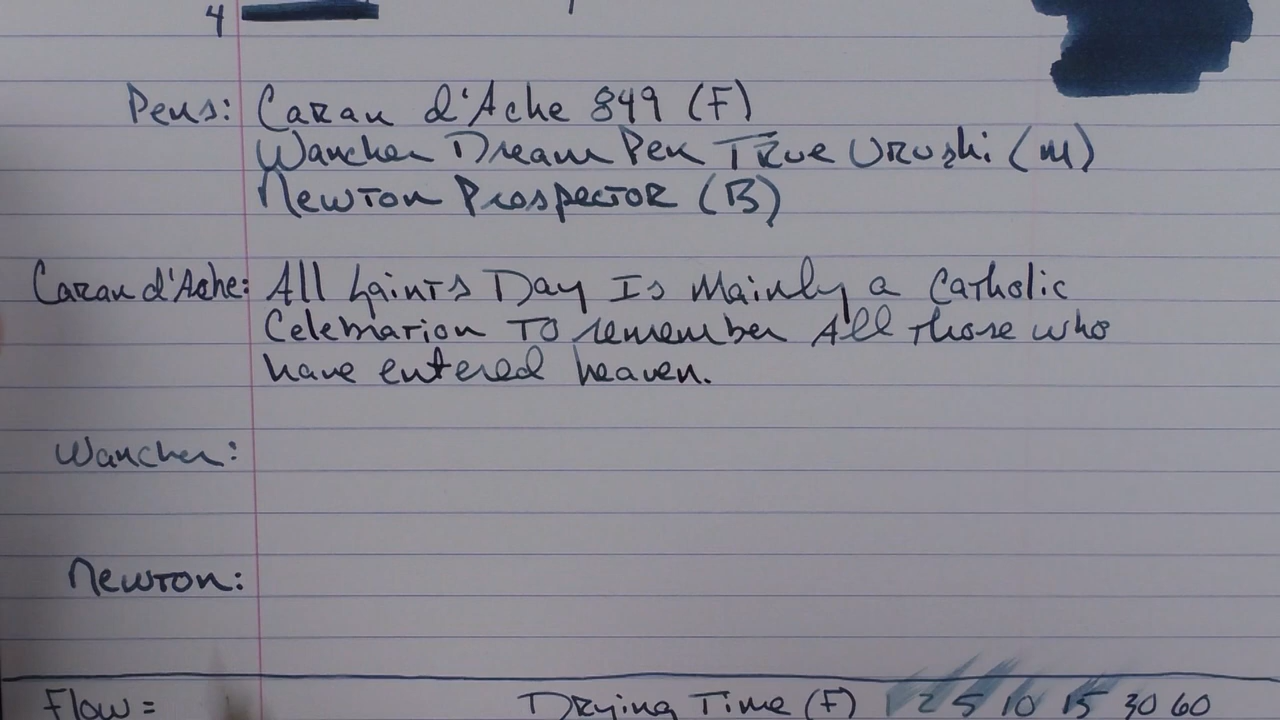 4
Pens: Caran d'Ache 849 (F)
Wancher Dream Pen True Urushi (M)
Newton Prospector (B)
Caran d'Ache: All Saints Day Is Mainly a Catholic
Celebration To remember All those who
have entered heaven.
Wancher:
Newton:
Flow =
Drying Time (F) 1 2 5 10 15 30 60